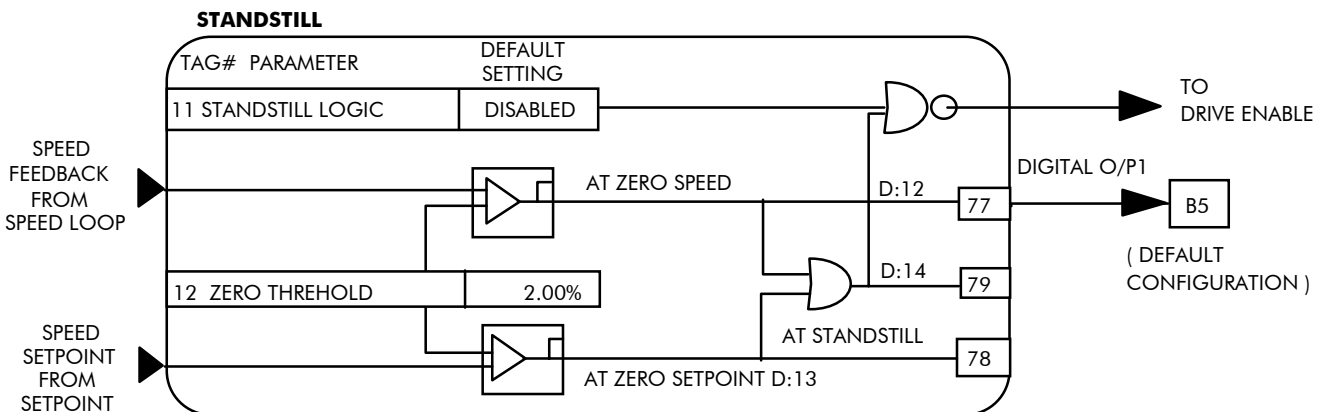 STANDSTILL
TAG# PARAMETER
DEFAULT
SETTING
11 STANDSTILL LOGIC
DISABLED
TO
DRIVE ENABLE
SPEED
FEEDBACK
FROM
SPEED LOOP
AT ZERO SPEED
D:12
77
DIGITAL O/P1
B5
( DEFAULT
CONFIGURATION )
12 ZERO THREHOLD
2.00%
D:14
79
SPEED
SETPOINT
FROM
SETPOINT
AT STANDSTILL
78
AT ZERO SETPOINT D:13